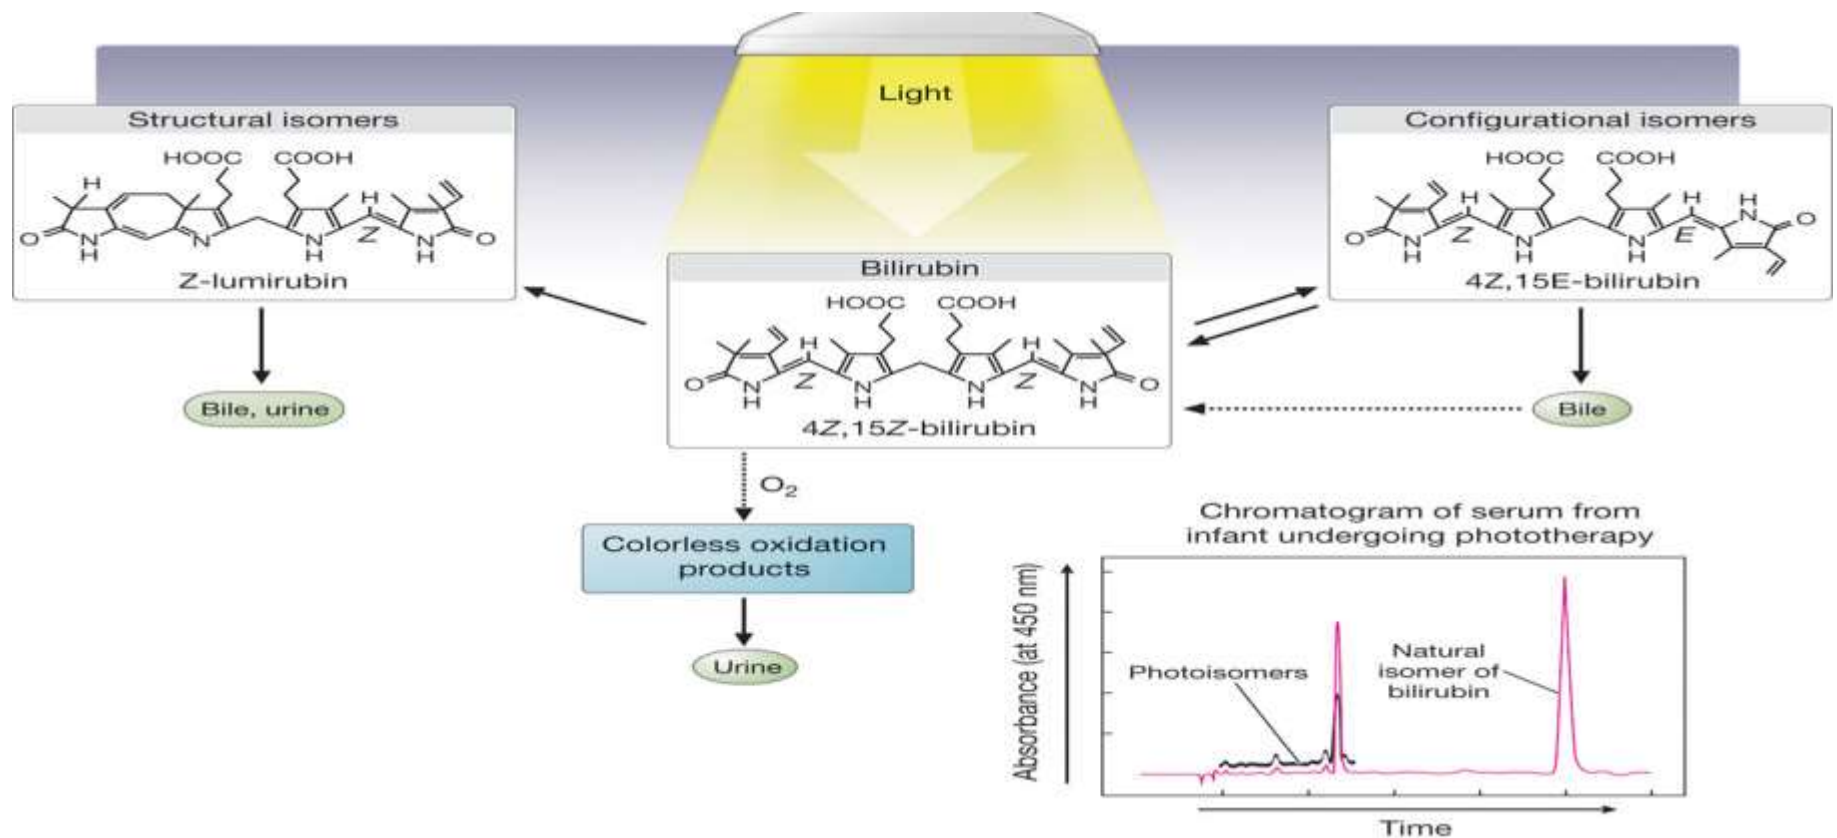 Light
Structural isomers
HOOC COOH
H
H
O N N N N O
H H Z H
Z-lumirubin
Bile, urine
Bilirubin
HOOC COOH
H H
O N Z N N Z N O
H H H H
4Z,15Z-bilirubin
O2
Colorless oxidation
products
Urine
Configurational isomers
HOOC COOH
H H
O N Z N N E N O
H H H H
4Z,15E-bilirubin
Bile
Chromatogram of serum from
infant undergoing phototherapy
Absorbance (at 450 nm)
Photoisomers
Natural
isomer of
bilirubin
Time